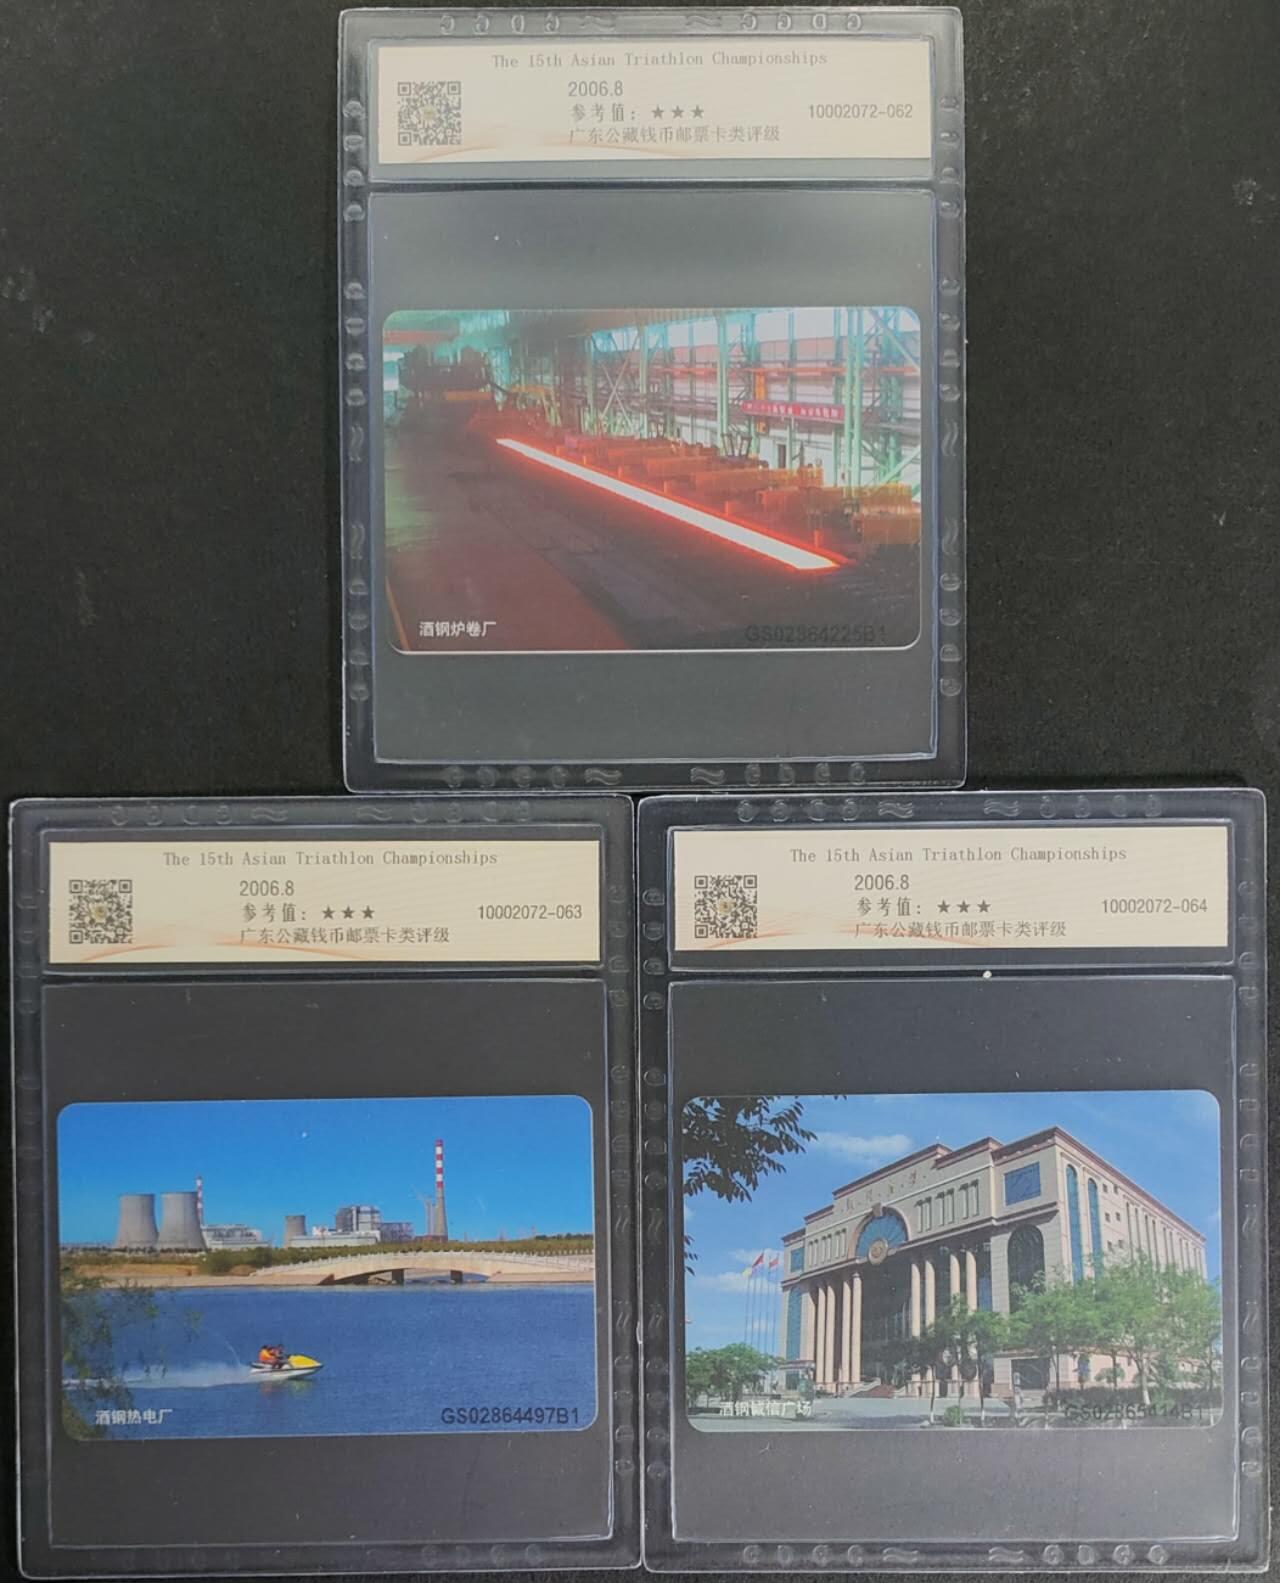 The 15th Asian Triathlon Championships
2006.8
参考值：★★★
10002072-062
广东公藏钱币邮票卡类评级
酒钢炉卷厂
GS02864225B1
The 15th Asian Triathlon Championships
2006.8
参考值：★★★
10002072-063
广东公藏钱币邮票卡类评级
酒钢热电厂
GS02864497B1
The 15th Asian Triathlon Championships
2006.8
参考值：★★★
10002072-064
广东公藏钱币邮票卡类评级
酒钢诚信广场